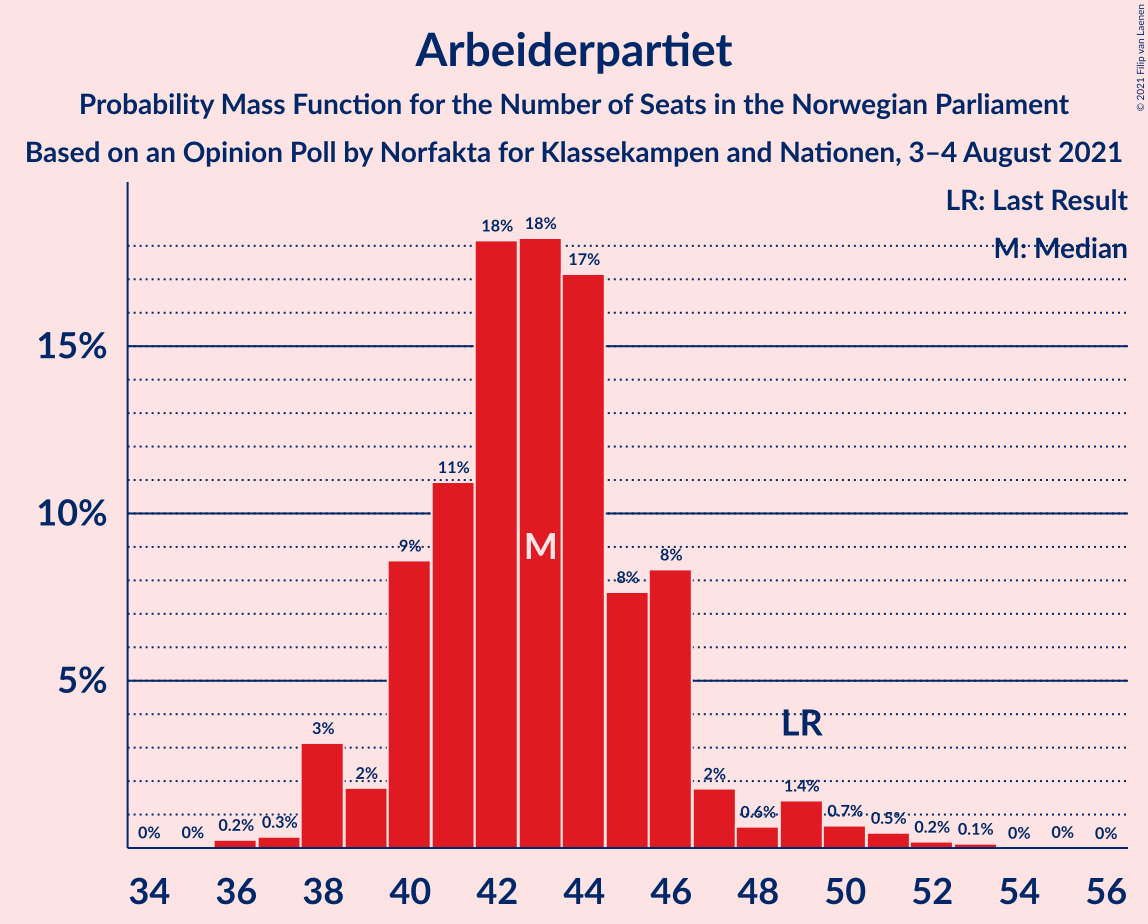 Arbeiderpartiet
Probability Mass Function for the Number of Seats in the Norwegian Parliament
Based on an Opinion Poll by Norfakta for Klassekampen and Nationen, 3–4 August 2021
© 2021 Filip van Laenen
LR: Last Result
M: Median
15%
10%
5%
0%
0%
0.2%
0.3%
3%
2%
9%
11%
18%
18%
17%
8%
8%
2%
0.6%
1.4%
0.7%
0.5%
0.2%
0.1%
0%
0%
0%
M
LR
34 36 38 40 42 44 46 48 50 52 54 56